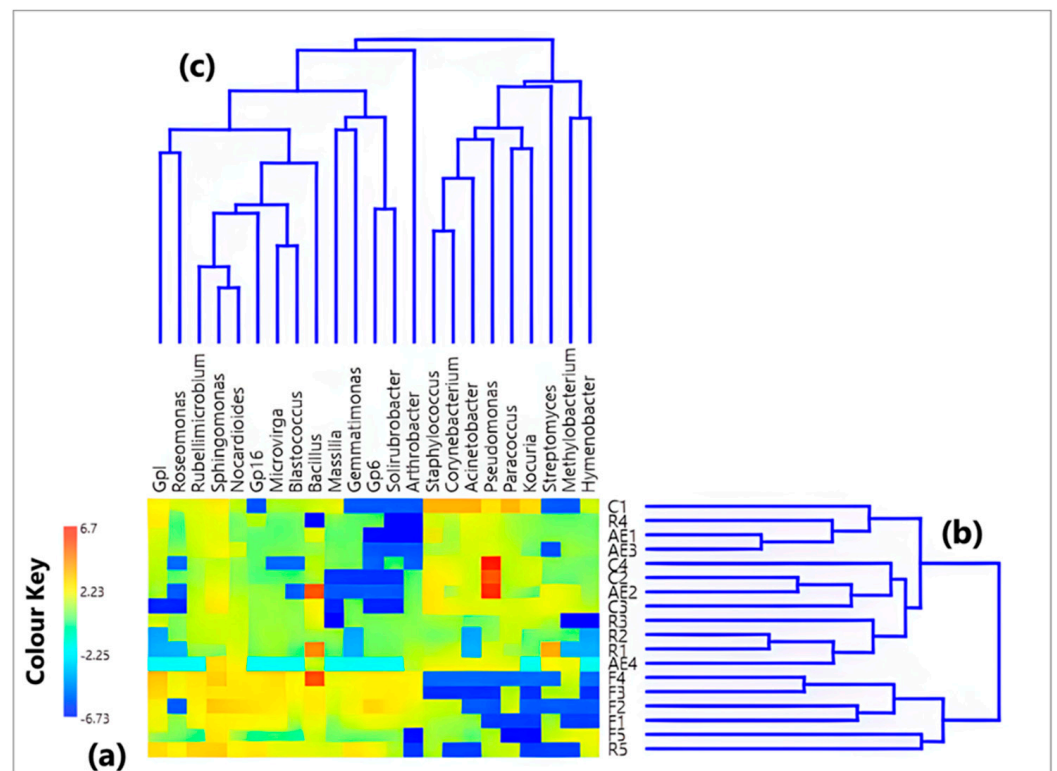 (c)
Gpl
Roseomonas
Rubellimicrobium
Sphingomonas
Nocardioides
Gp16
Microvirga
Blastococcus
Bacillus
Massilia
Gemmatimonas
Gp6
Solirubrobacter
Arthrobacter
Staphylococcus
Corynebacterium
Acinetobacter
Pseudomonas
Paracoccus
Kocuria
Streptomyces
Methylobacterium
Hymenobacter
Colour Key
6.7
2.23
-2.25
-6.73
(a)
C1
R4
AE1
AE3
C4
C2
AE2
C3
R3
R2
R1
AE4
F4
F3
F2
F1
F5
R5
(b)